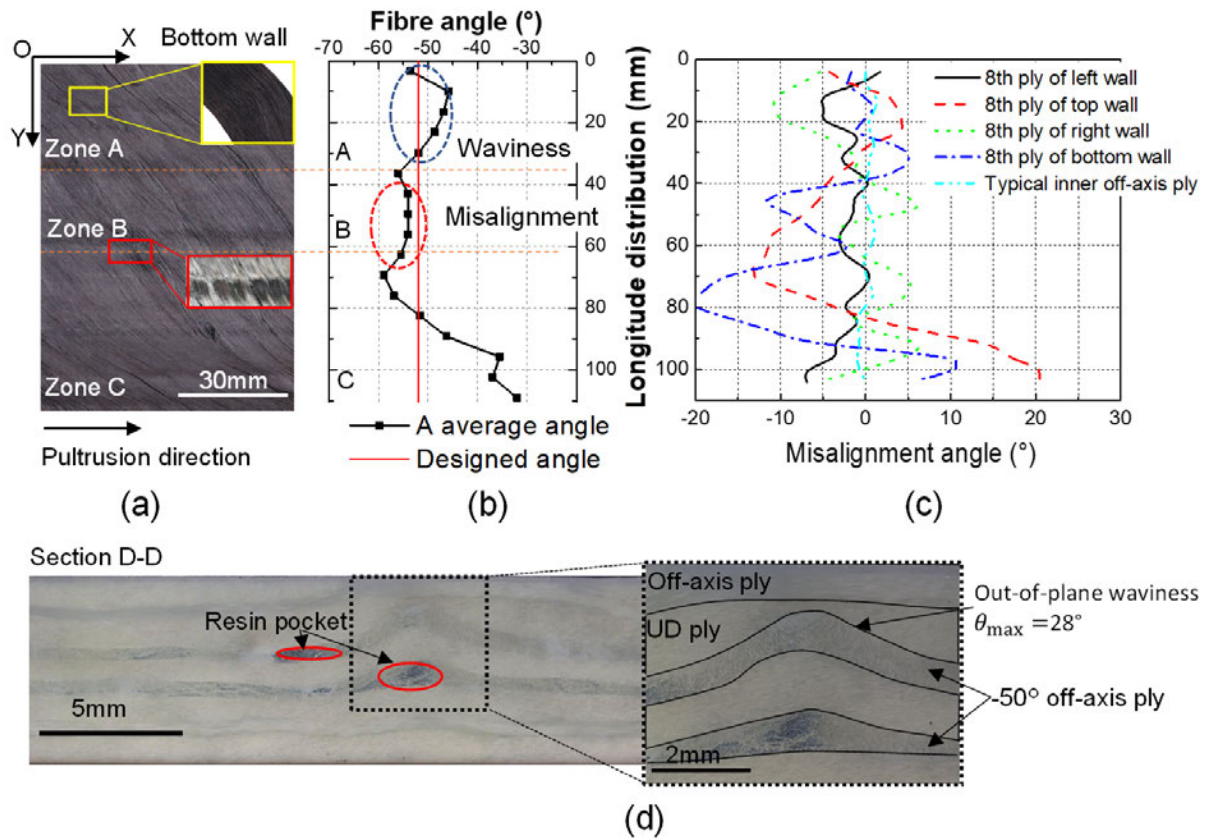 O
X
Bottom wall
Y
Zone A
Zone B
Zone C
30mm
Pultrusion direction
(a)
Fibre angle (°)
-70 -60 -50 -40 -30
0
20
40
60
80
100
A
B
C
Waviness
Misalignment
A average angle
Designed angle
(b)
Longitude distribution (mm)
0
20
40
60
80
100
8th ply of left wall
8th ply of top wall
8th ply of right wall
8th ply of bottom wall
Typical inner off-axis ply
-20 -10 0 10 20 30
Misalignment angle (°)
(c)
Section D-D
Resin pocket
5mm
Off-axis ply
UD ply
2mm
Out-of-plane waviness
θmax =28°
-50° off-axis ply
(d)